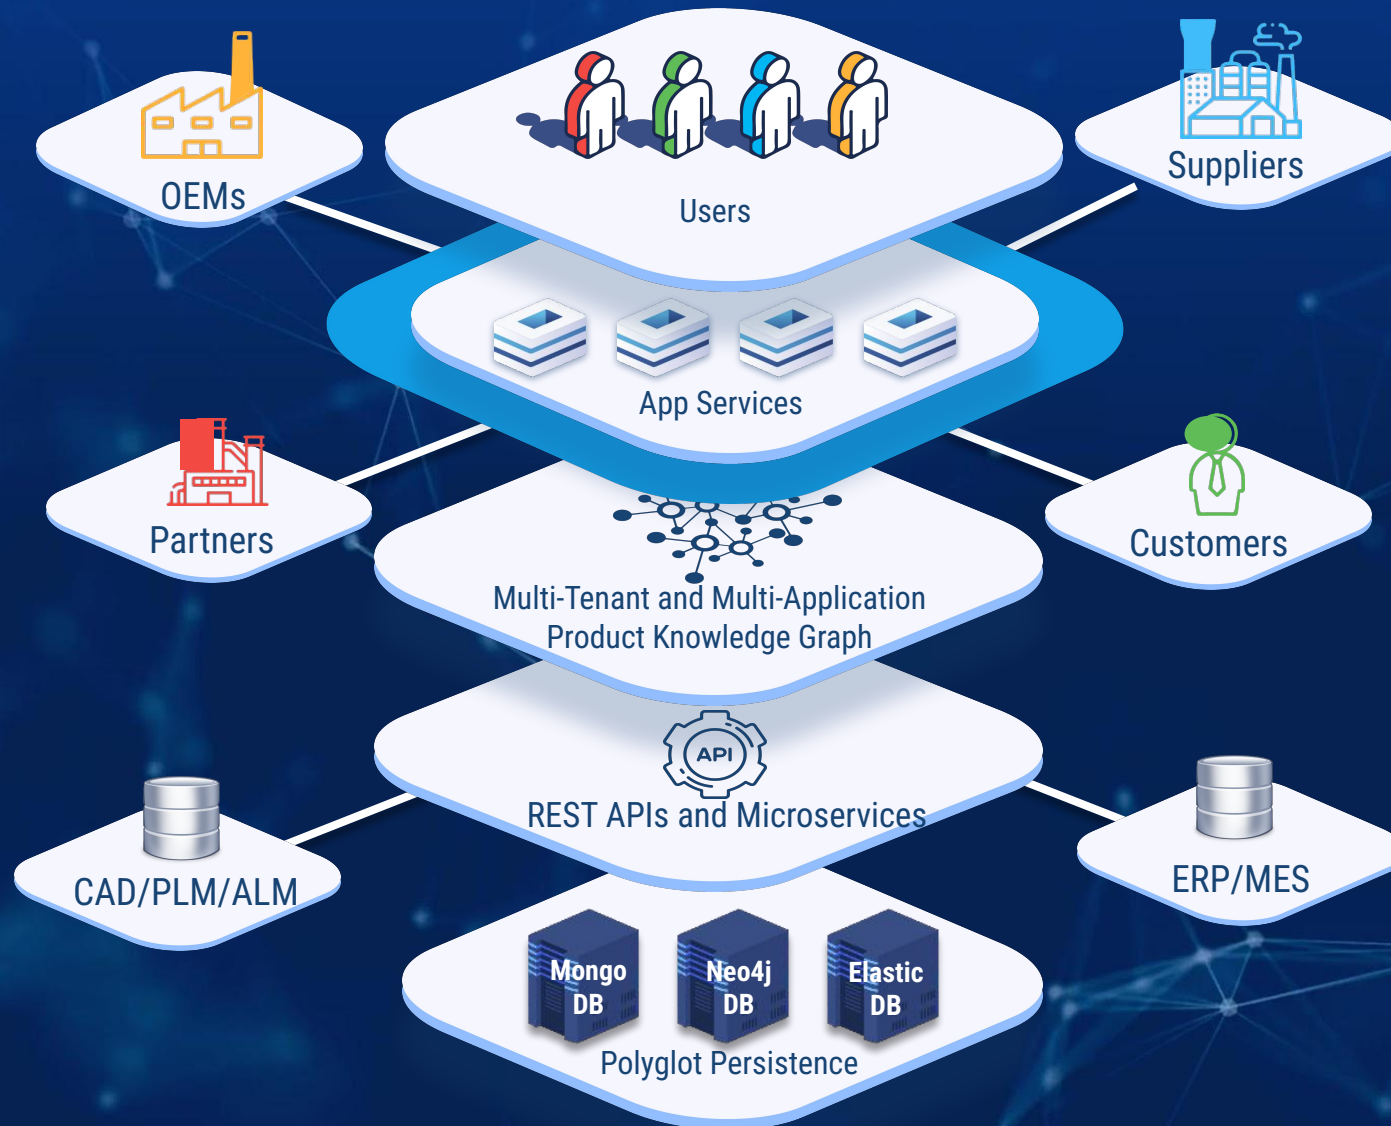 OEMs
Users
Suppliers
App Services
Partners
Customers
Multi-Tenant and Multi-Application
Product Knowledge Graph
API
REST APIs and Microservices
CAD/PLM/ALM
ERP/MES
Mongo
DB
Neo4j
DB
Elastic
DB
Polyglot Persistence